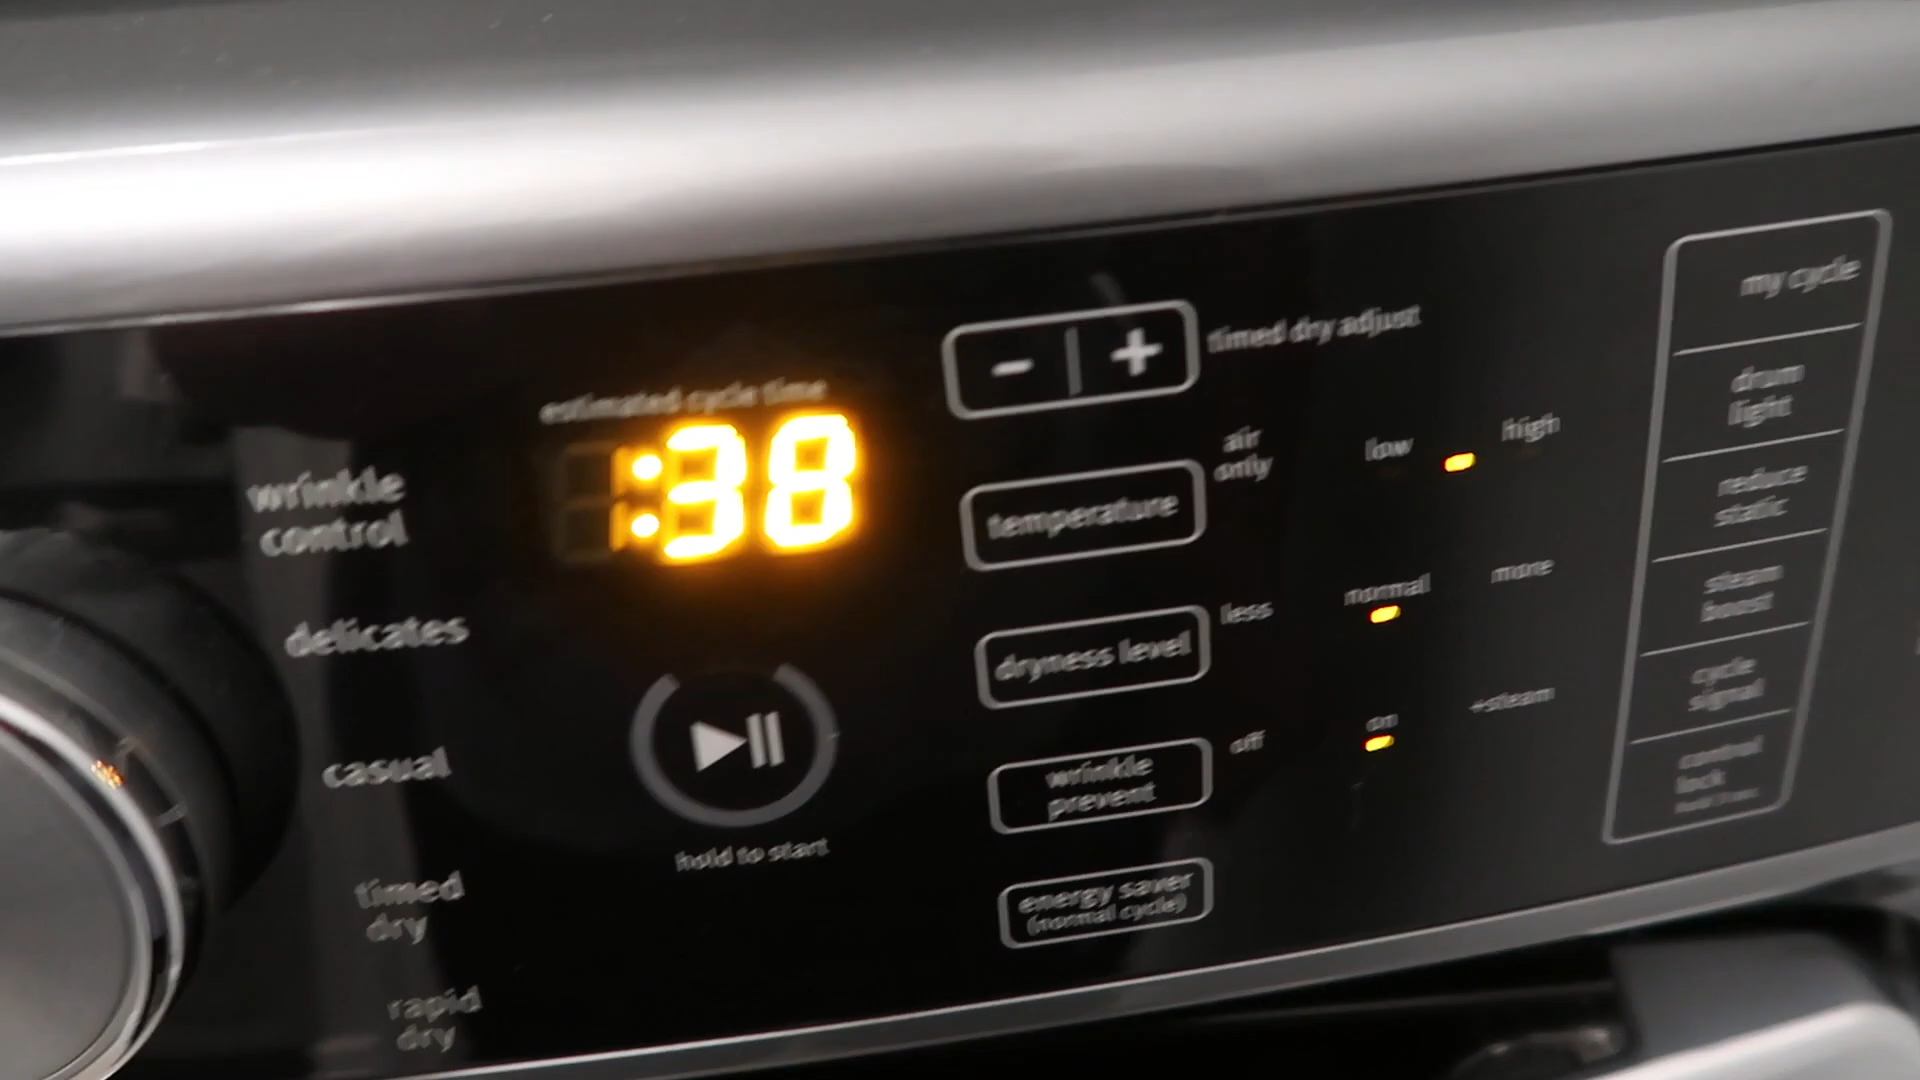 estimated cycle time
:38
wrinkle
control
delicates
casual
timed
dry
rapid
dry
hold to start
- | +
timed dry adjust
temperature
air
only
low
high
dryness level
less
normal
more
wrinkle
prevent
off
on
+steam
energy saver
(normal cycle)
my cycle
drum
light
reduce
static
steam
boost
cycle
signal
control
lock